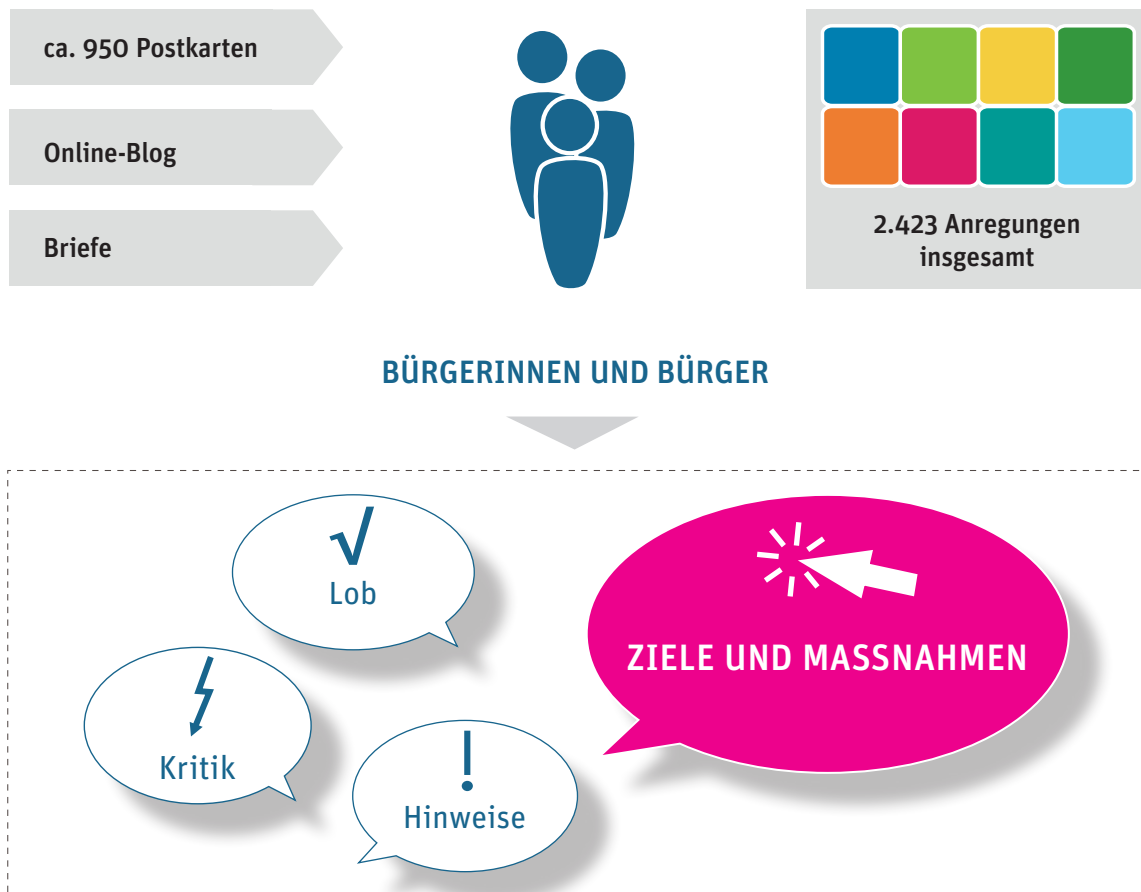 ca. 950 Postkarten
Online-Blog
Briefe
2.423 Anregungen
insgesamt
BÜRGERINNEN UND BÜRGER
√
Lob
Kritik
!
Hinweise
ZIELE UND MASSNAHMEN